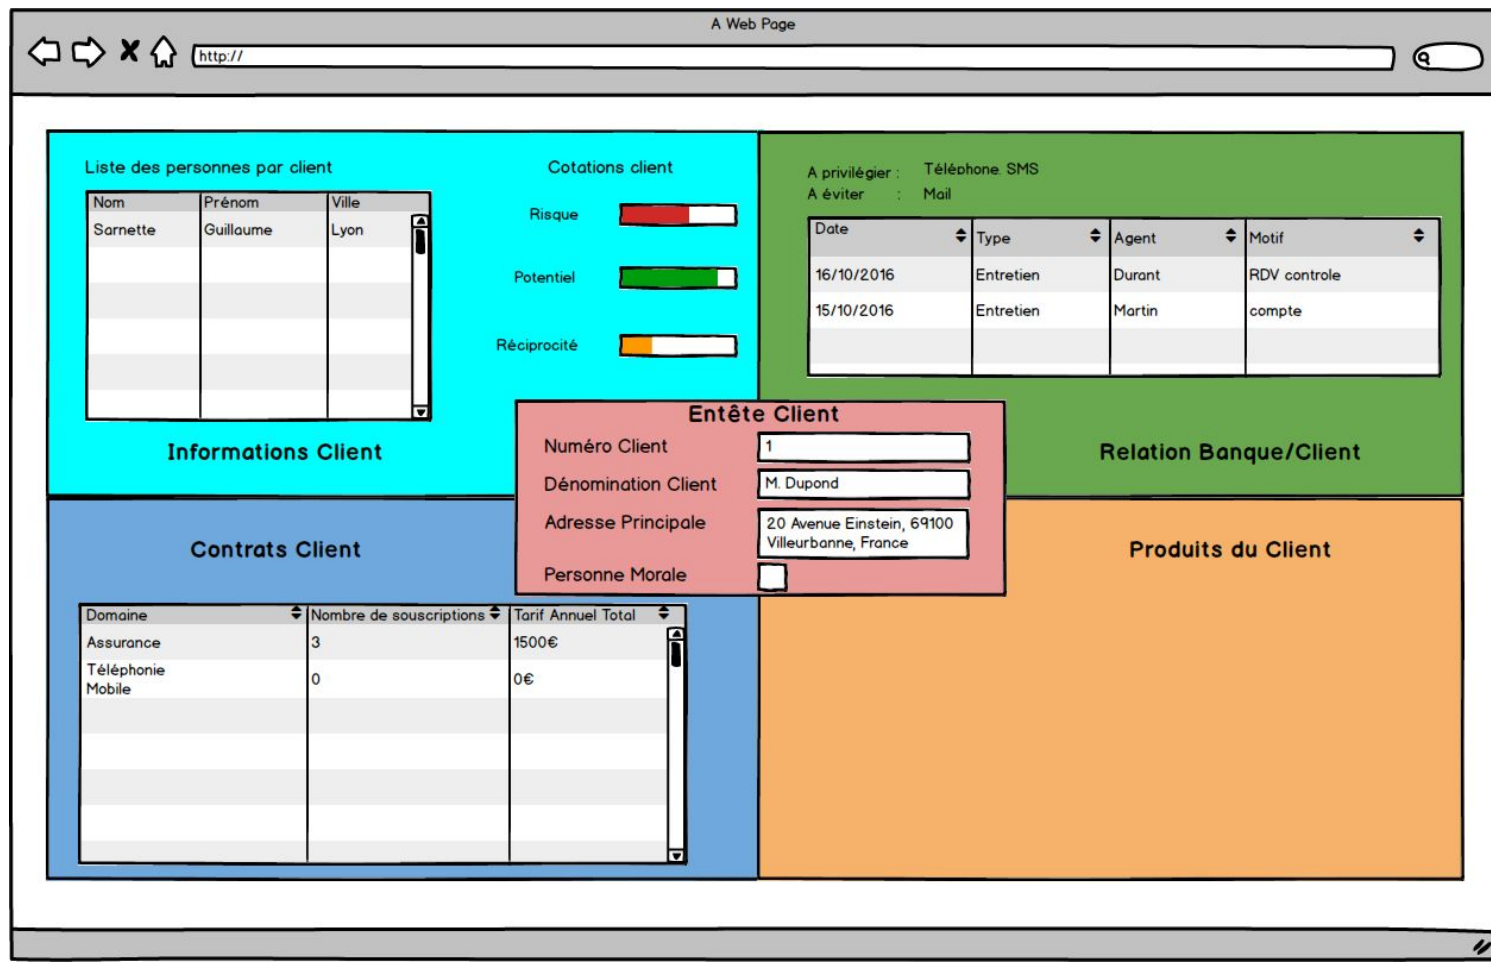 A Web Page
http://
Liste des personnes par client
Nom Prénom Ville
Sarnette Guillaume Lyon
Cotations client
Risque
Potentiel
Réciprocité
Informations Client
A privilégier : Téléphone. SMS
A éviter : Mail
Date Type Agent Motif
16/10/2016 Entretien Durant RDV controle
15/10/2016 Entretien Martin compte
Relation Banque/Client
Entête Client
Numéro Client 1
Dénomination Client M. Dupond
Adresse Principale 20 Avenue Einstein, 69100
Villeurbanne, France
Personne Morale
Contrats Client
Domaine Nombre de souscriptions Tarif Annuel Total
Assurance 3 1500€
Téléphonie
Mobile 0 0€
Produits du Client